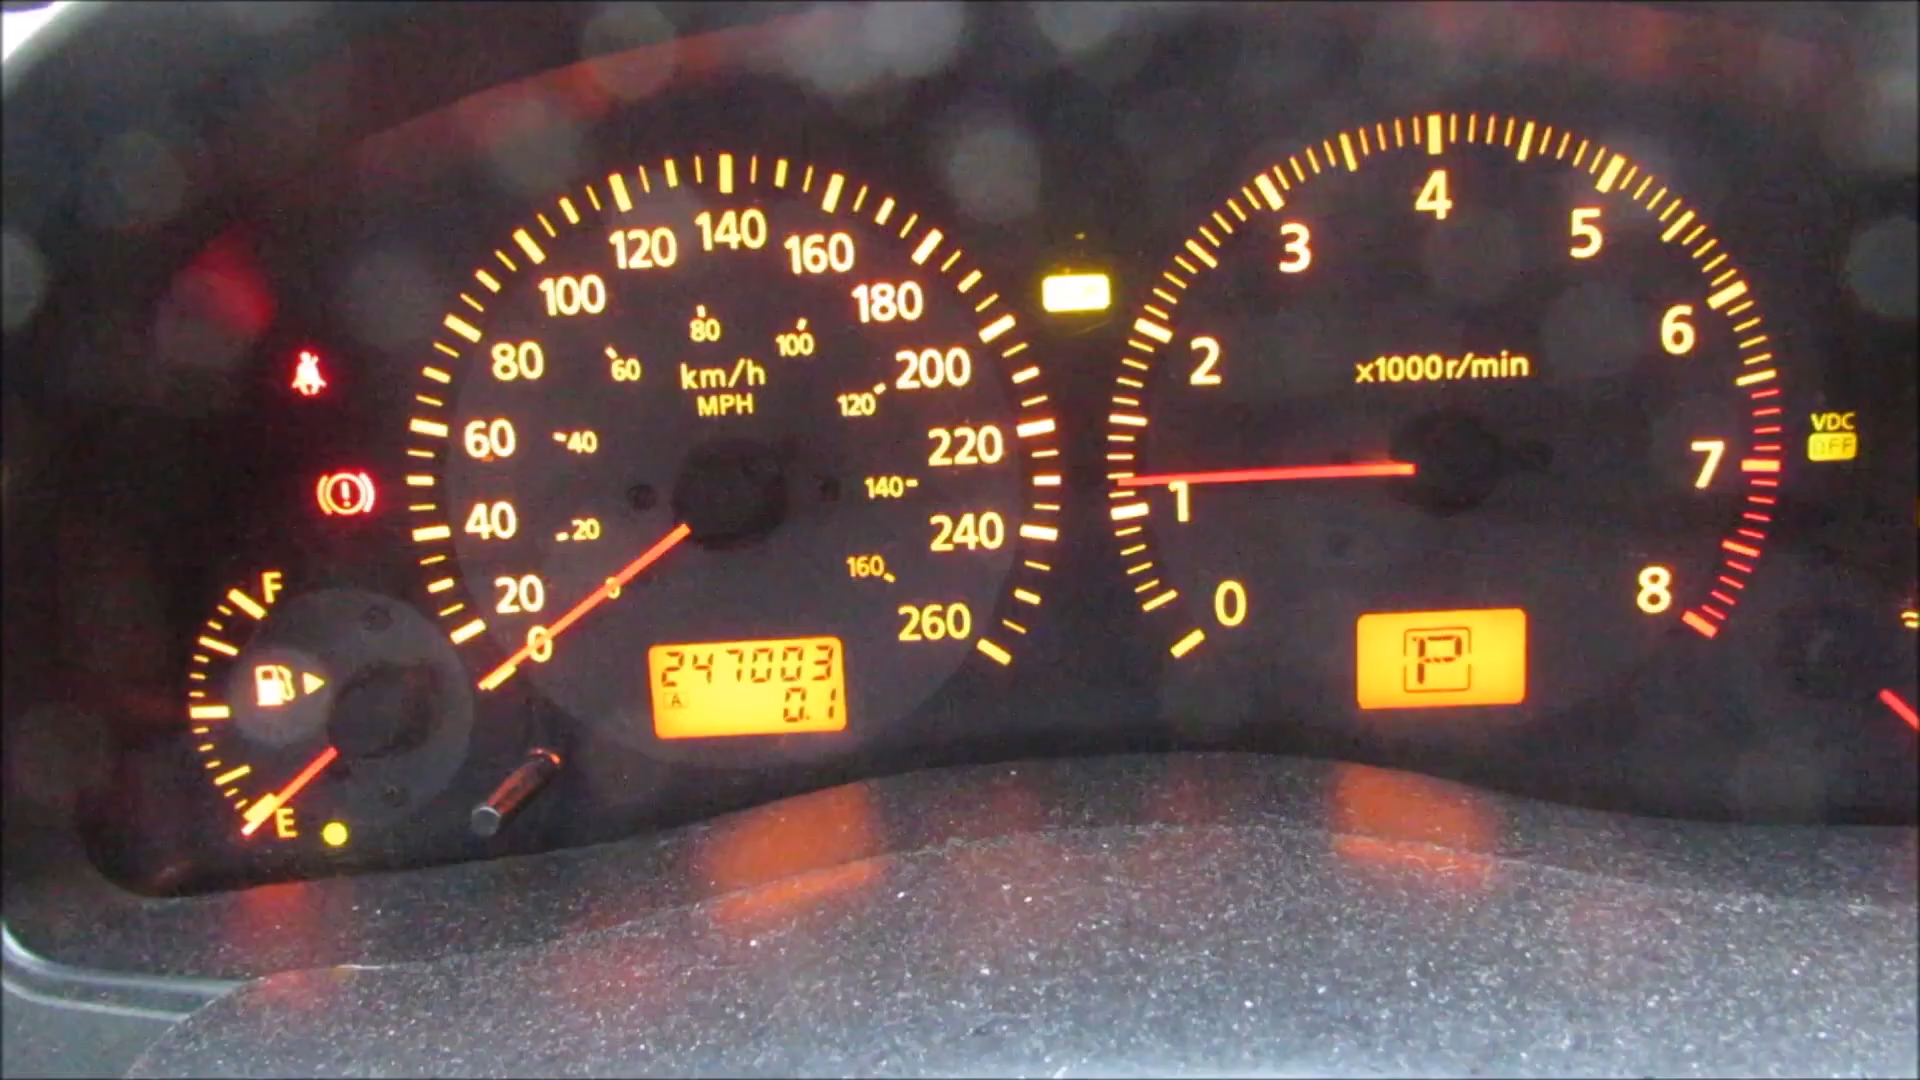 120 140 160
100 180
80 200
60 220
40 240
20 260
0
80
60 100
40 120
20 140
0 160
km/h
MPH
F
E
247003
A 0.1
4
3 5
2 6
1 7
0 8
x1000r/min
P
VDC
OFF